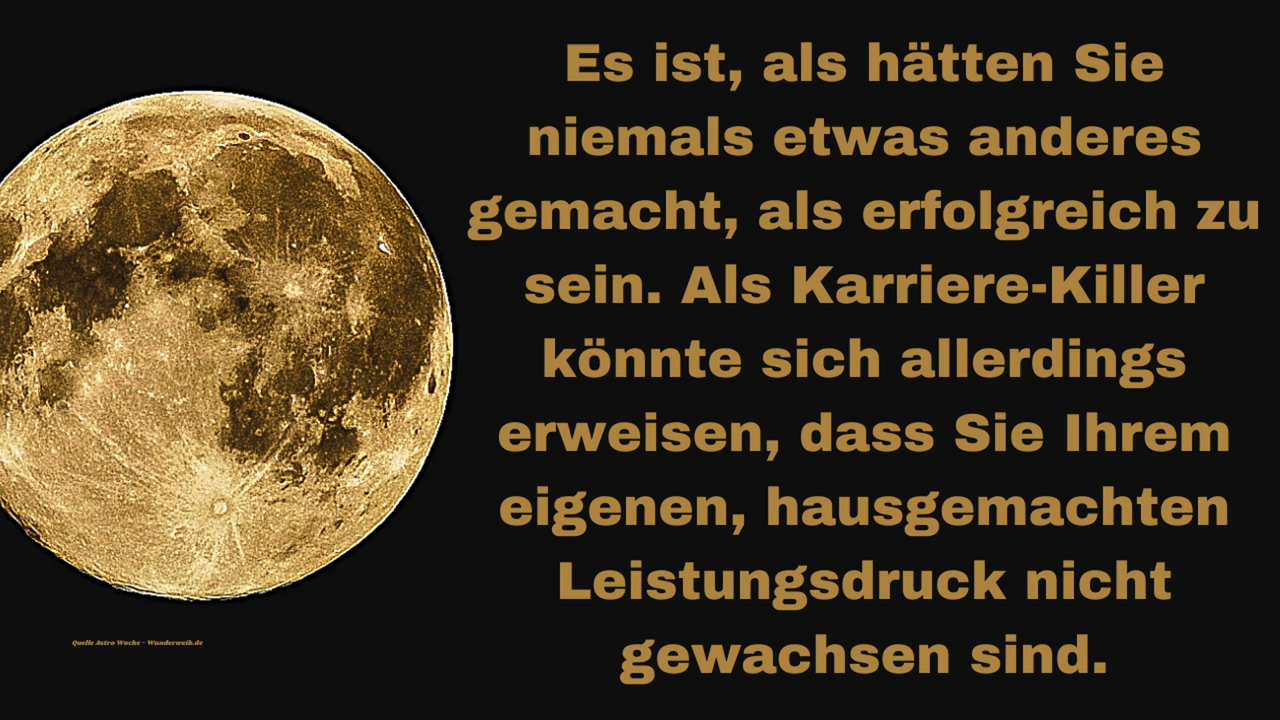 Es ist, als hätten Sie
niemals etwas anderes
gemacht, als erfolgreich zu
sein. Als Karriere-Killer
könnte sich allerdings
erweisen, dass Sie Ihrem
eigenen, hausgemachten
Leistungsdruck nicht
gewachsen sind.
Quelle Astro Woche - Wunderweib.de